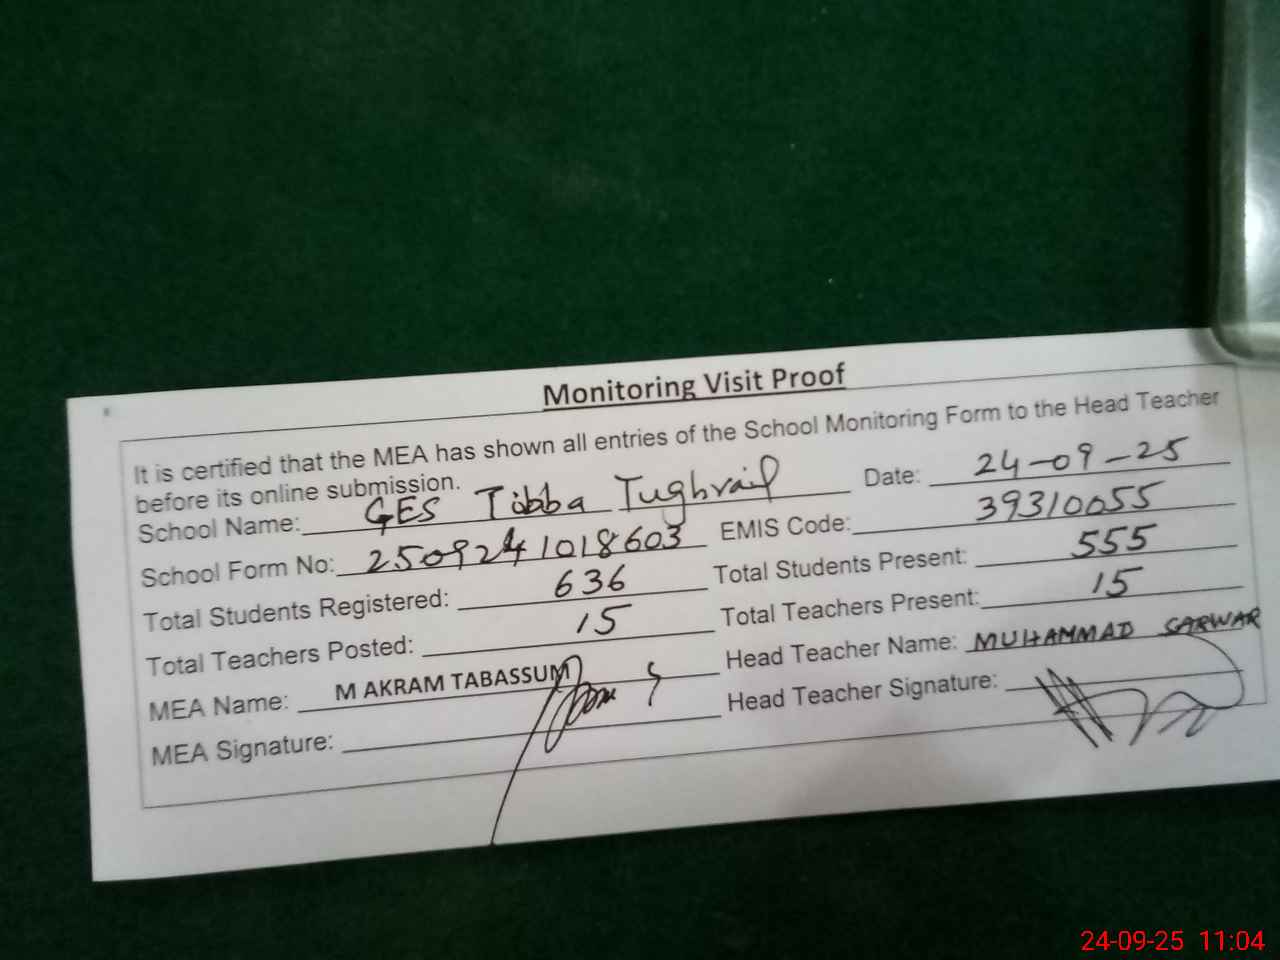 Monitoring Visit Proof
It is certified that the MEA has shown all entries of the School Monitoring Form to the Head Teacher
before its online submission.
School Name: GES Tibba Tughrail Date: 24-09-25
School Form No: 2509241018603 EMIS Code: 39310055
Total Students Registered: 636 Total Students Present: 555
Total Teachers Posted: 15 Total Teachers Present: 15
MEA Name: M AKRAM TABASSUM Head Teacher Name: MUHAMMAD SARWAR
MEA Signature: Head Teacher Signature:
24-09-25 11:04